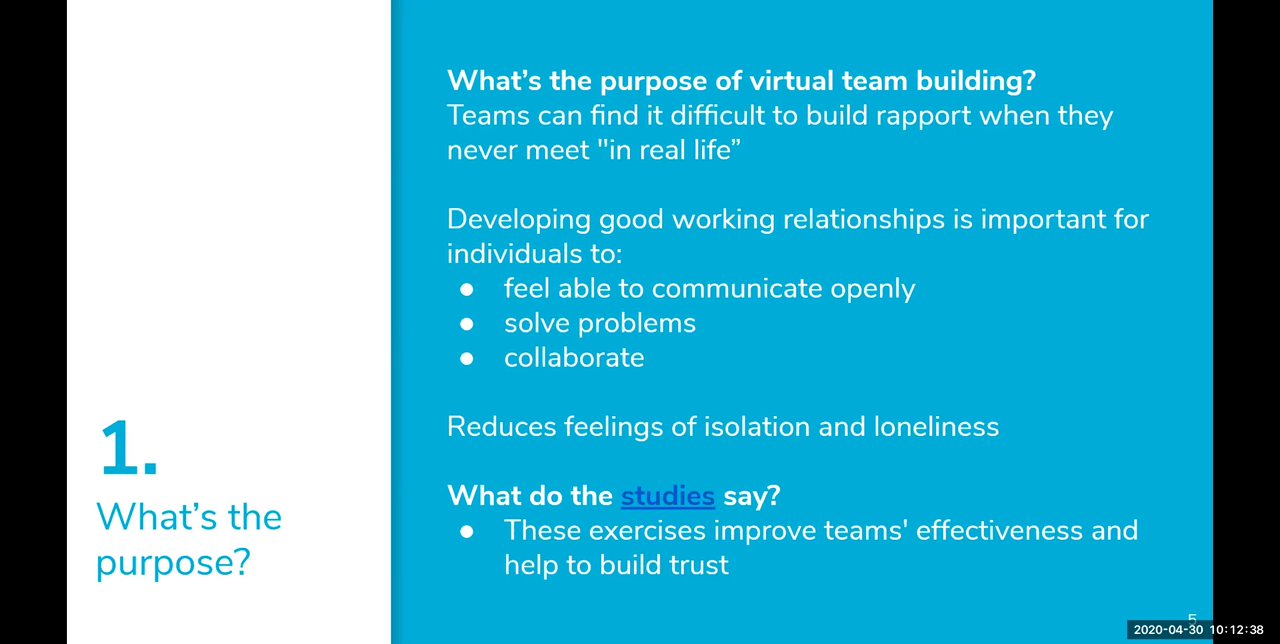 1.
What’s the
purpose?
What’s the purpose of virtual team building?
Teams can find it difficult to build rapport when they
never meet "in real life”
Developing good working relationships is important for
individuals to:
● feel able to communicate openly
● solve problems
● collaborate
Reduces feelings of isolation and loneliness
What do the studies say?
● These exercises improve teams' effectiveness and
help to build trust
5
2020-04-30 10:12:38